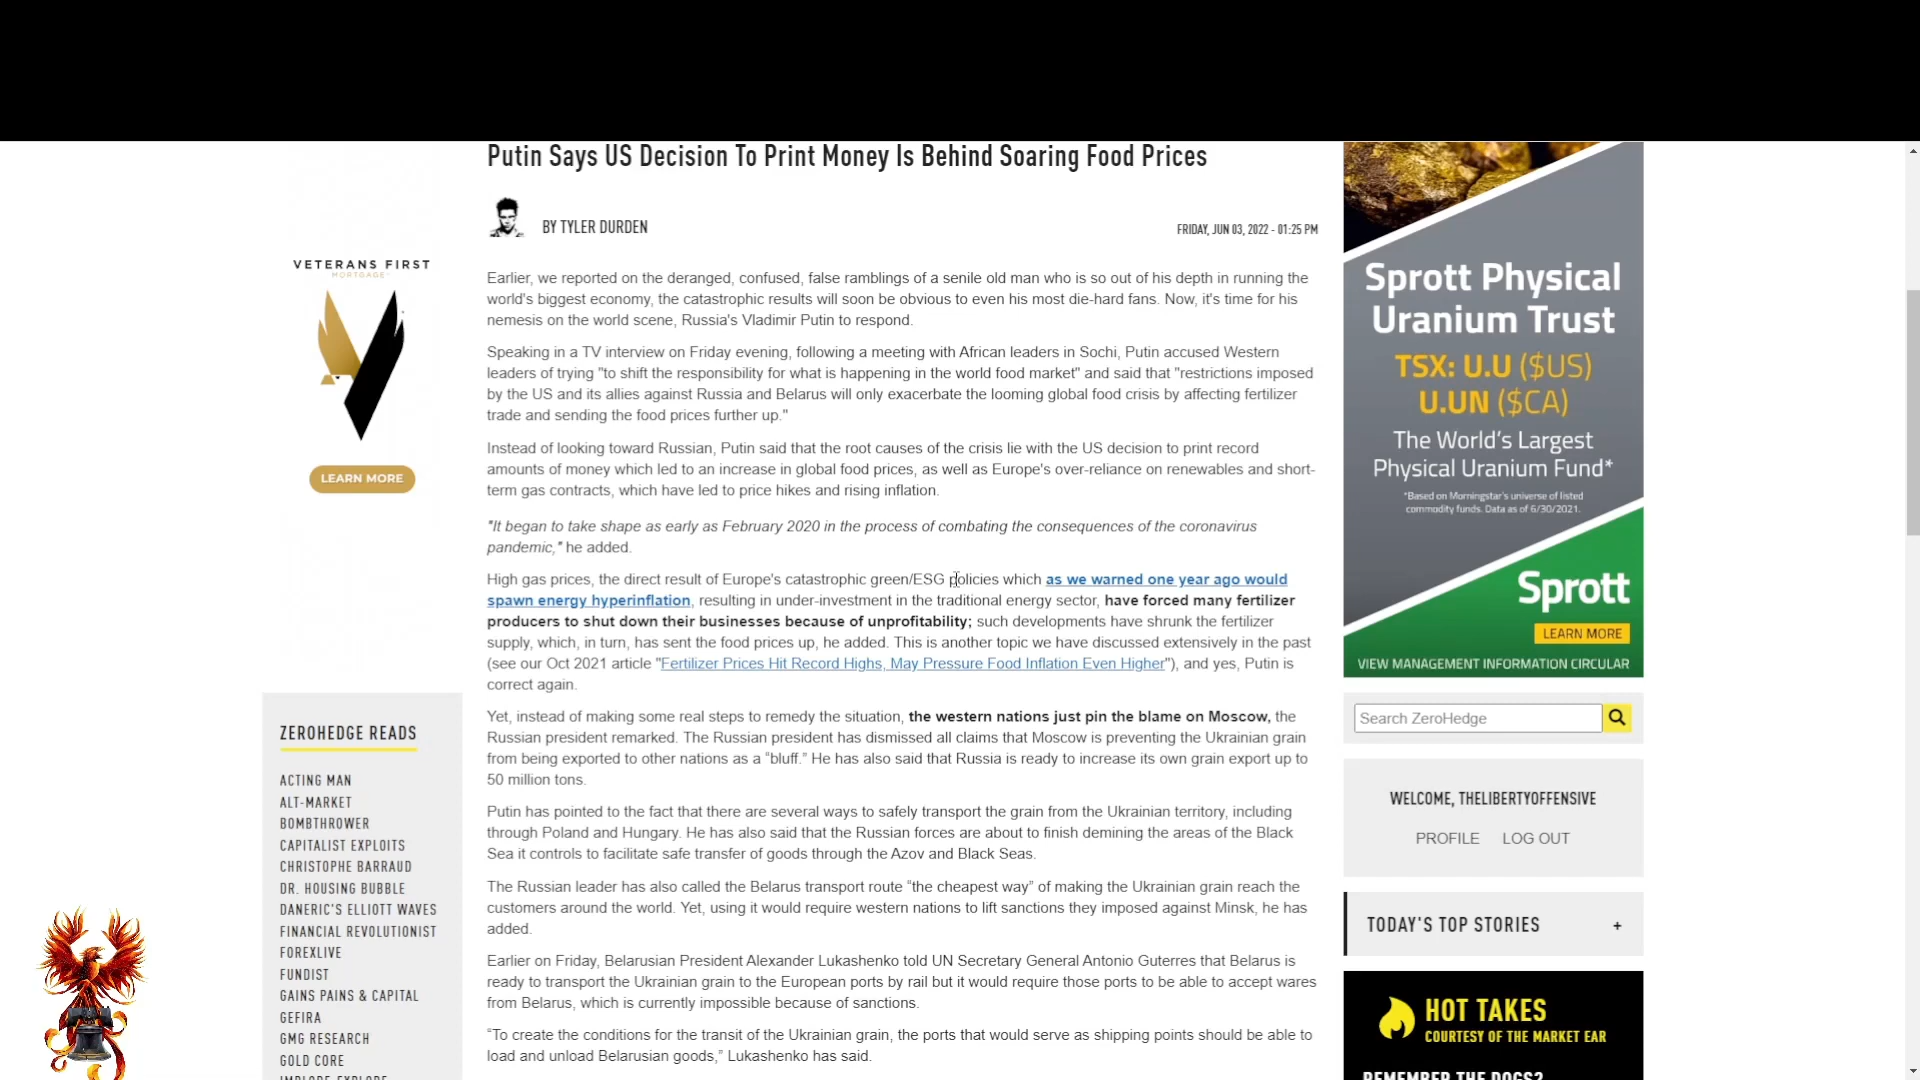 Putin Says US Decision To Print Money Is Behind Soaring Food Prices
BY TYLER DURDEN
FRIDAY, JUN 03, 2022 - 01:25 PM
Earlier, we reported on the deranged, confused, false ramblings of a senile old man who is so out of his depth in running the
world's biggest economy, the catastrophic results will soon be obvious to even his most die-hard fans. Now, it's time for his
nemesis on the world scene, Russia's Vladimir Putin to respond.
Speaking in a TV interview on Friday evening, following a meeting with African leaders in Sochi, Putin accused Western
leaders of trying "to shift the responsibility for what is happening in the world food market" and said that "restrictions imposed
by the US and its allies against Russia and Belarus will only exacerbate the looming global food crisis by affecting fertilizer
trade and sending the food prices further up."
Instead of looking toward Russian, Putin said that the root causes of the crisis lie with the US decision to print record
amounts of money which led to an increase in global food prices, as well as Europe's over-reliance on renewables and short-
term gas contracts, which have led to price hikes and rising inflation.
"It began to take shape as early as February 2020 in the process of combating the consequences of the coronavirus
pandemic," he added.
High gas prices, the direct result of Europe's catastrophic green/ESG policies which as we warned one year ago would
spawn energy hyperinflation, resulting in under-investment in the traditional energy sector, have forced many fertilizer
producers to shut down their businesses because of unprofitability; such developments have shrunk the fertilizer
supply, which, in turn, has sent the food prices up, he added. This is another topic we have discussed extensively in the past
(see our Oct 2021 article "Fertilizer Prices Hit Record Highs, May Pressure Food Inflation Even Higher"), and yes, Putin is
correct again.
Yet, instead of making some real steps to remedy the situation, the western nations just pin the blame on Moscow, the
Russian president remarked. The Russian president has dismissed all claims that Moscow is preventing the Ukrainian grain
from being exported to other nations as a “bluff.” He has also said that Russia is ready to increase its own grain export up to
50 million tons.
Putin has pointed to the fact that there are several ways to safely transport the grain from the Ukrainian territory, including
through Poland and Hungary. He has also said that the Russian forces are about to finish demining the areas of the Black
Sea it controls to facilitate safe transfer of goods through the Azov and Black Seas.
The Russian leader has also called the Belarus transport route “the cheapest way” of making the Ukrainian grain reach the
customers around the world. Yet, using it would require western nations to lift sanctions they imposed against Minsk, he has
added.
Earlier on Friday, Belarusian President Alexander Lukashenko told UN Secretary General Antonio Guterres that Belarus is
ready to transport the Ukrainian grain to the European ports by rail but it would require those ports to be able to accept wares
from Belarus, which is currently impossible because of sanctions.
“To create the conditions for the transit of the Ukrainian grain, the ports that would serve as shipping points should be able to
load and unload Belarusian goods,” Lukashenko has said.
VETERANS FIRST
MORTGAGE
LEARN MORE
ZEROHEDGE READS
ACTING MAN
ALT-MARKET
BOMBTHROWER
CAPITALIST EXPLOITS
CHRISTOPHE BARRAUD
DR. HOUSING BUBBLE
DANERIC'S ELLIOTT WAVES
FINANCIAL REVOLUTIONIST
FOREXLIVE
FUNDIST
GAINS PAINS & CAPITAL
GEFIRA
GMG RESEARCH
GOLD CORE
IMPLODE-EXPLODE
Sprott Physical
Uranium Trust
TSX: U.U ($US)
U.UN ($CA)
The World's Largest
Physical Uranium Fund*
*Based on Morningstar's universe of listed
commodity funds. Data as of 6/30/2021.
Sprott
LEARN MORE
VIEW MANAGEMENT INFORMATION CIRCULAR
Search ZeroHedge
WELCOME, THELIBERTYOFFENSIVE
PROFILE LOG OUT
TODAY'S TOP STORIES +
HOT TAKES
COURTESY OF THE MARKET EAR
REMEMBER THE DOGS?